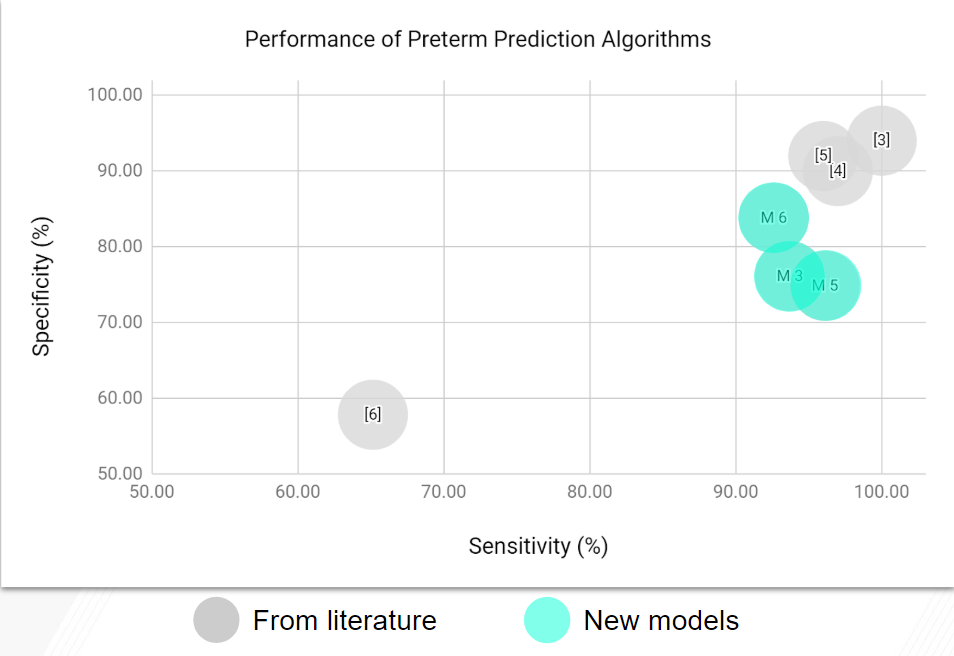 Performance of Preterm Prediction Algorithms
100.00
90.00
80.00
70.00
60.00
50.00
Specificity (%)
[3]
[5]
[4]
M 6
M 3
M 5
[6]
50.00 60.00 70.00 80.00 90.00 100.00
Sensitivity (%)
From literature New models